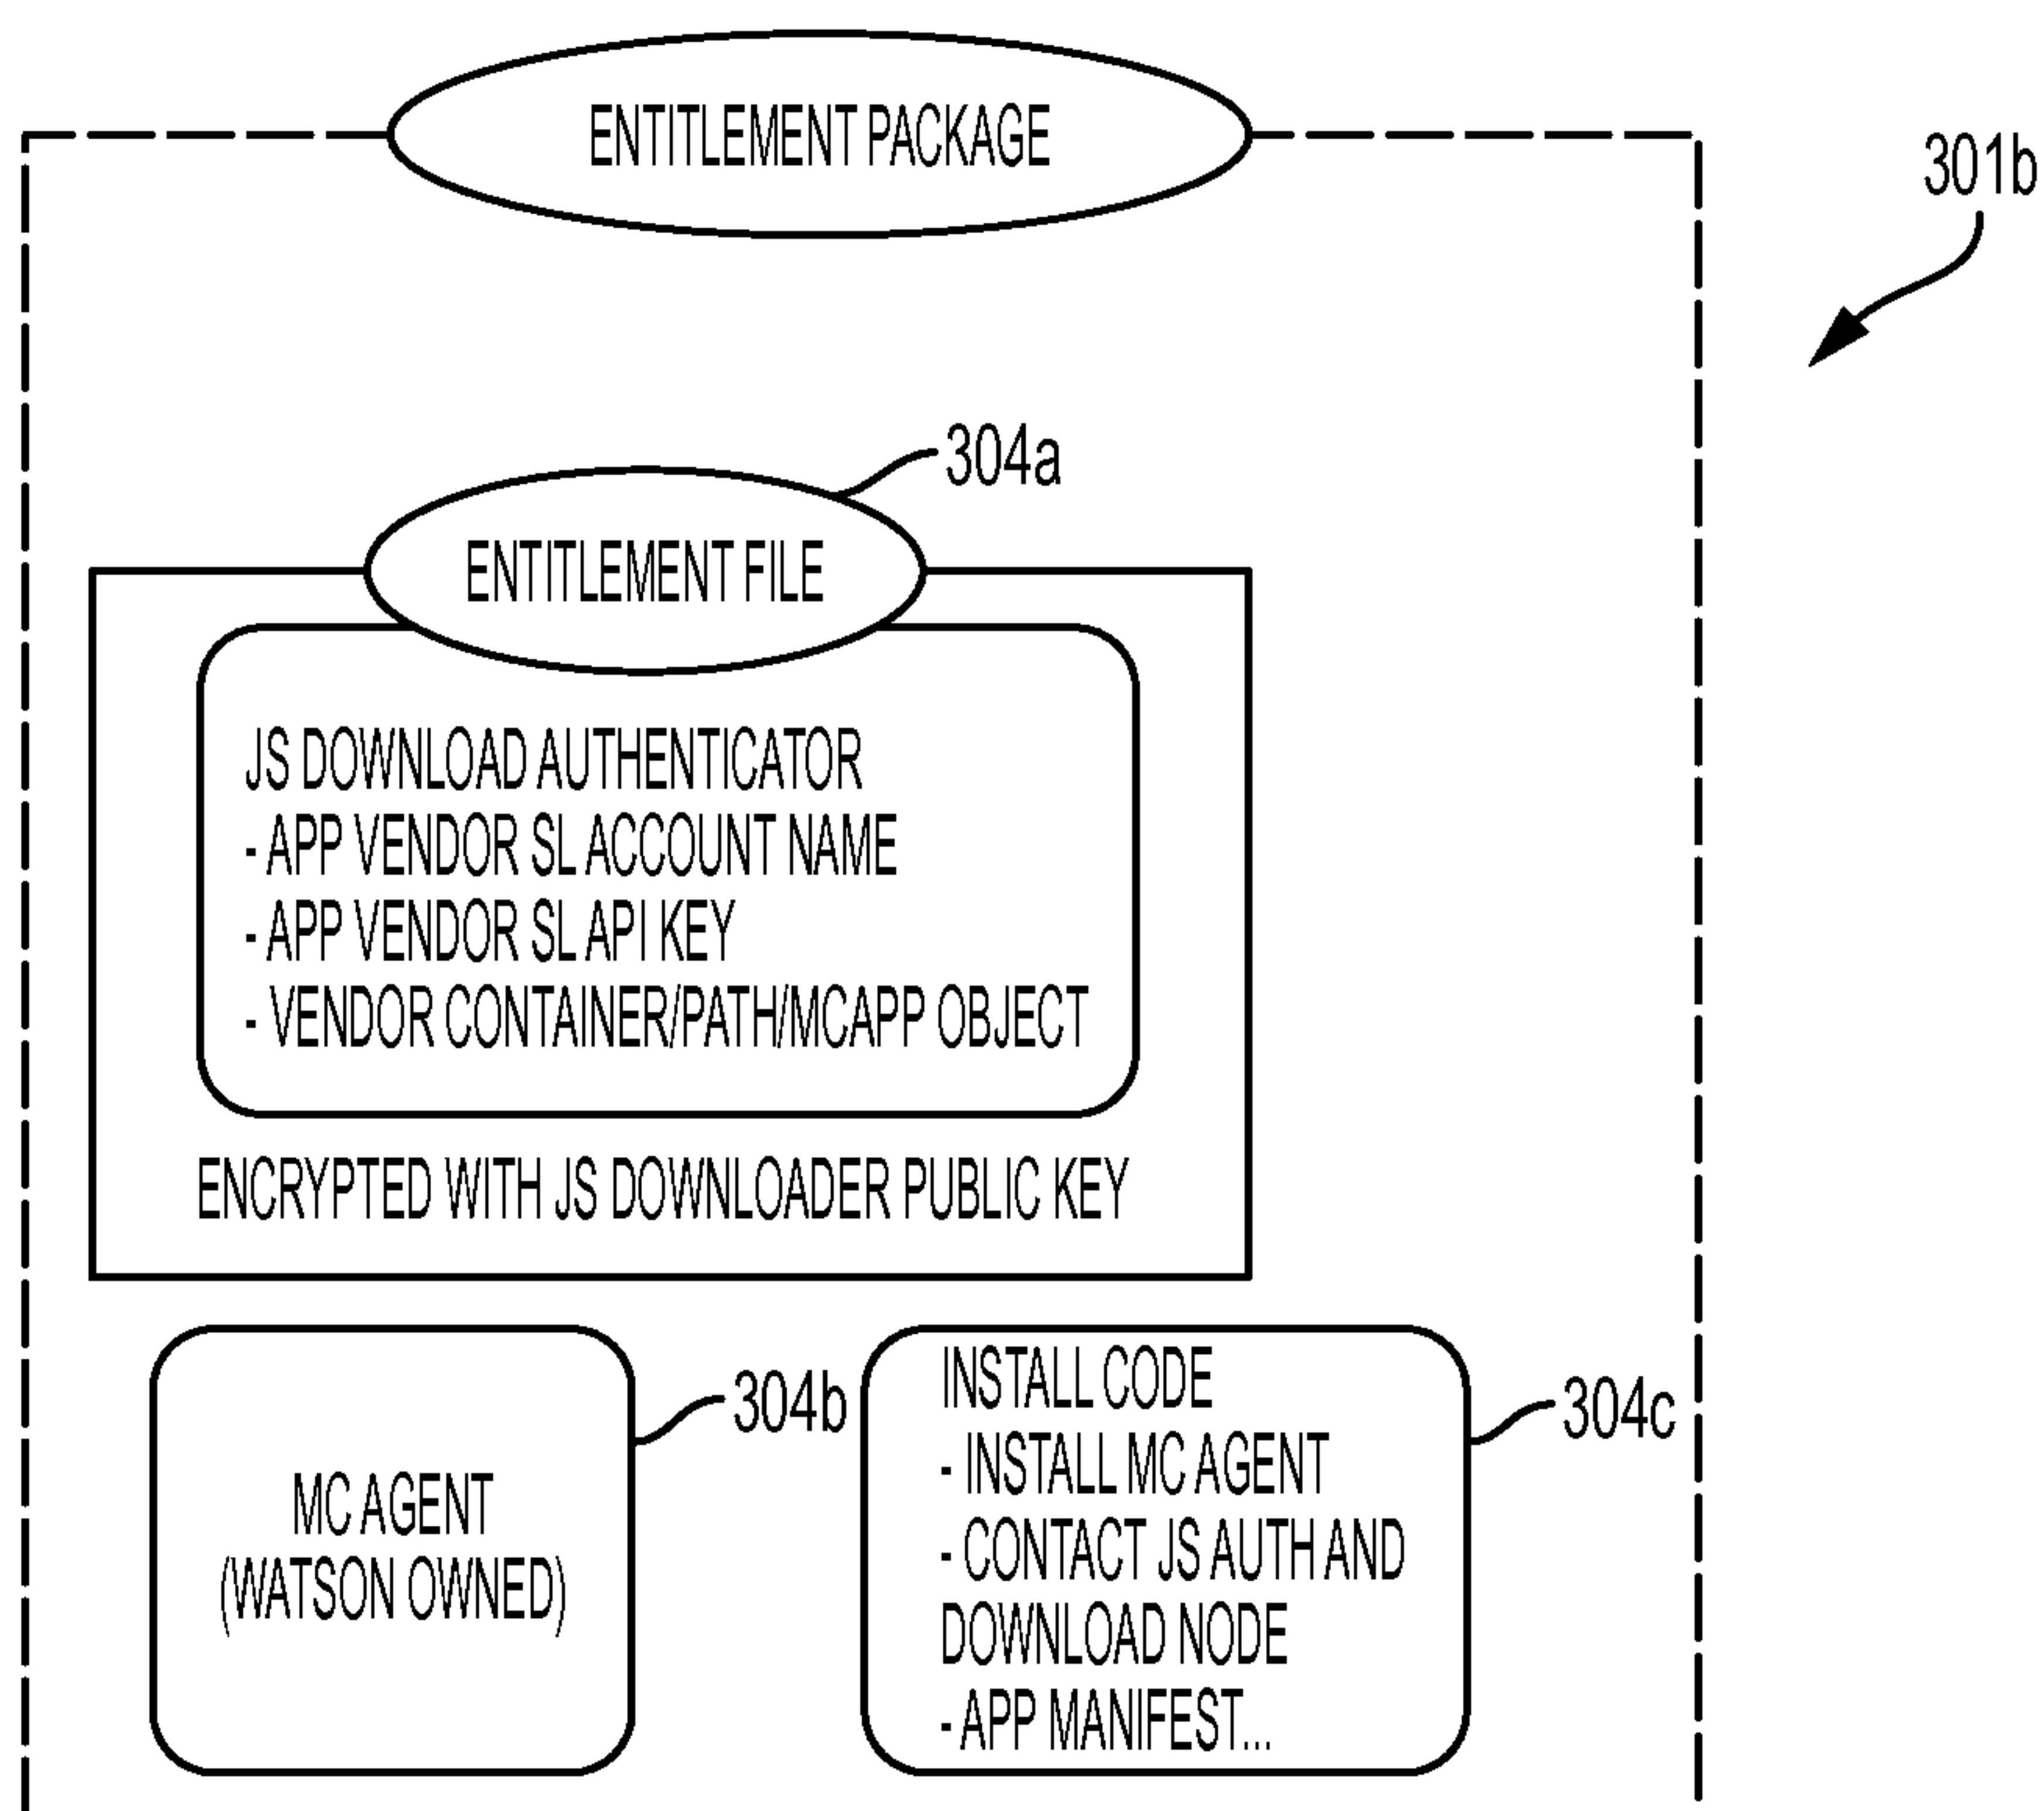 ENTITLEMENT PACKAGE
301b
304a
ENTITLEMENT FILE
JS DOWNLOAD AUTHENTICATOR
- APP VENDOR SL ACCOUNT NAME
- APP VENDOR SL API KEY
- VENDOR CONTAINER/PATH/MCAPP OBJECT
ENCRYPTED WITH JS DOWNLOADER PUBLIC KEY
MC AGENT
(WATSON OWNED)
304b
INSTALL CODE
- INSTALL MC AGENT
- CONTACT JS AUTH AND
DOWNLOAD NODE
- APP MANIFEST...
304c